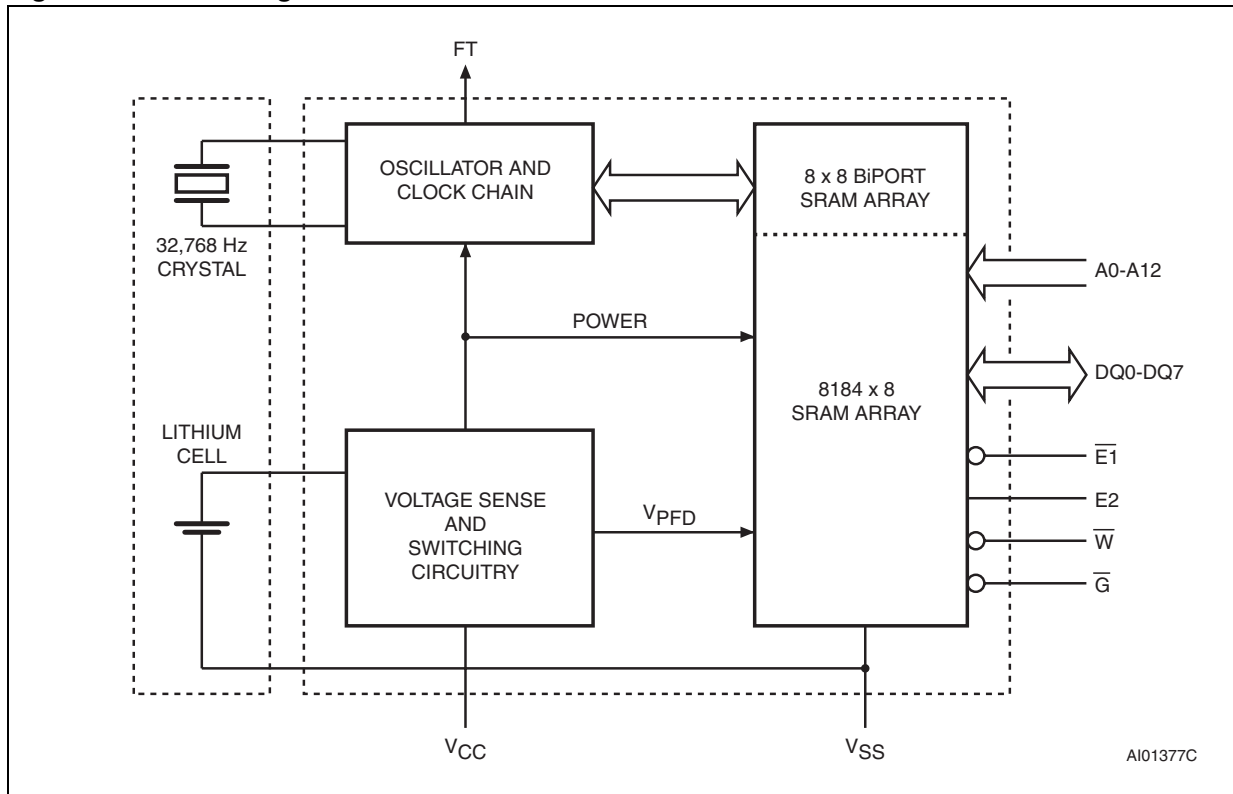 FT
OSCILLATOR AND
CLOCK CHAIN
8 x 8 BiPORT
SRAM ARRAY
32,768 Hz
CRYSTAL
A0-A12
POWER
DQ0-DQ7
8184 x 8
SRAM ARRAY
LITHIUM
CELL
E1
VOLTAGE SENSE
AND
SWITCHING
CIRCUITRY
VPFD
E2
W
G
VCC
VSS
AI01377C